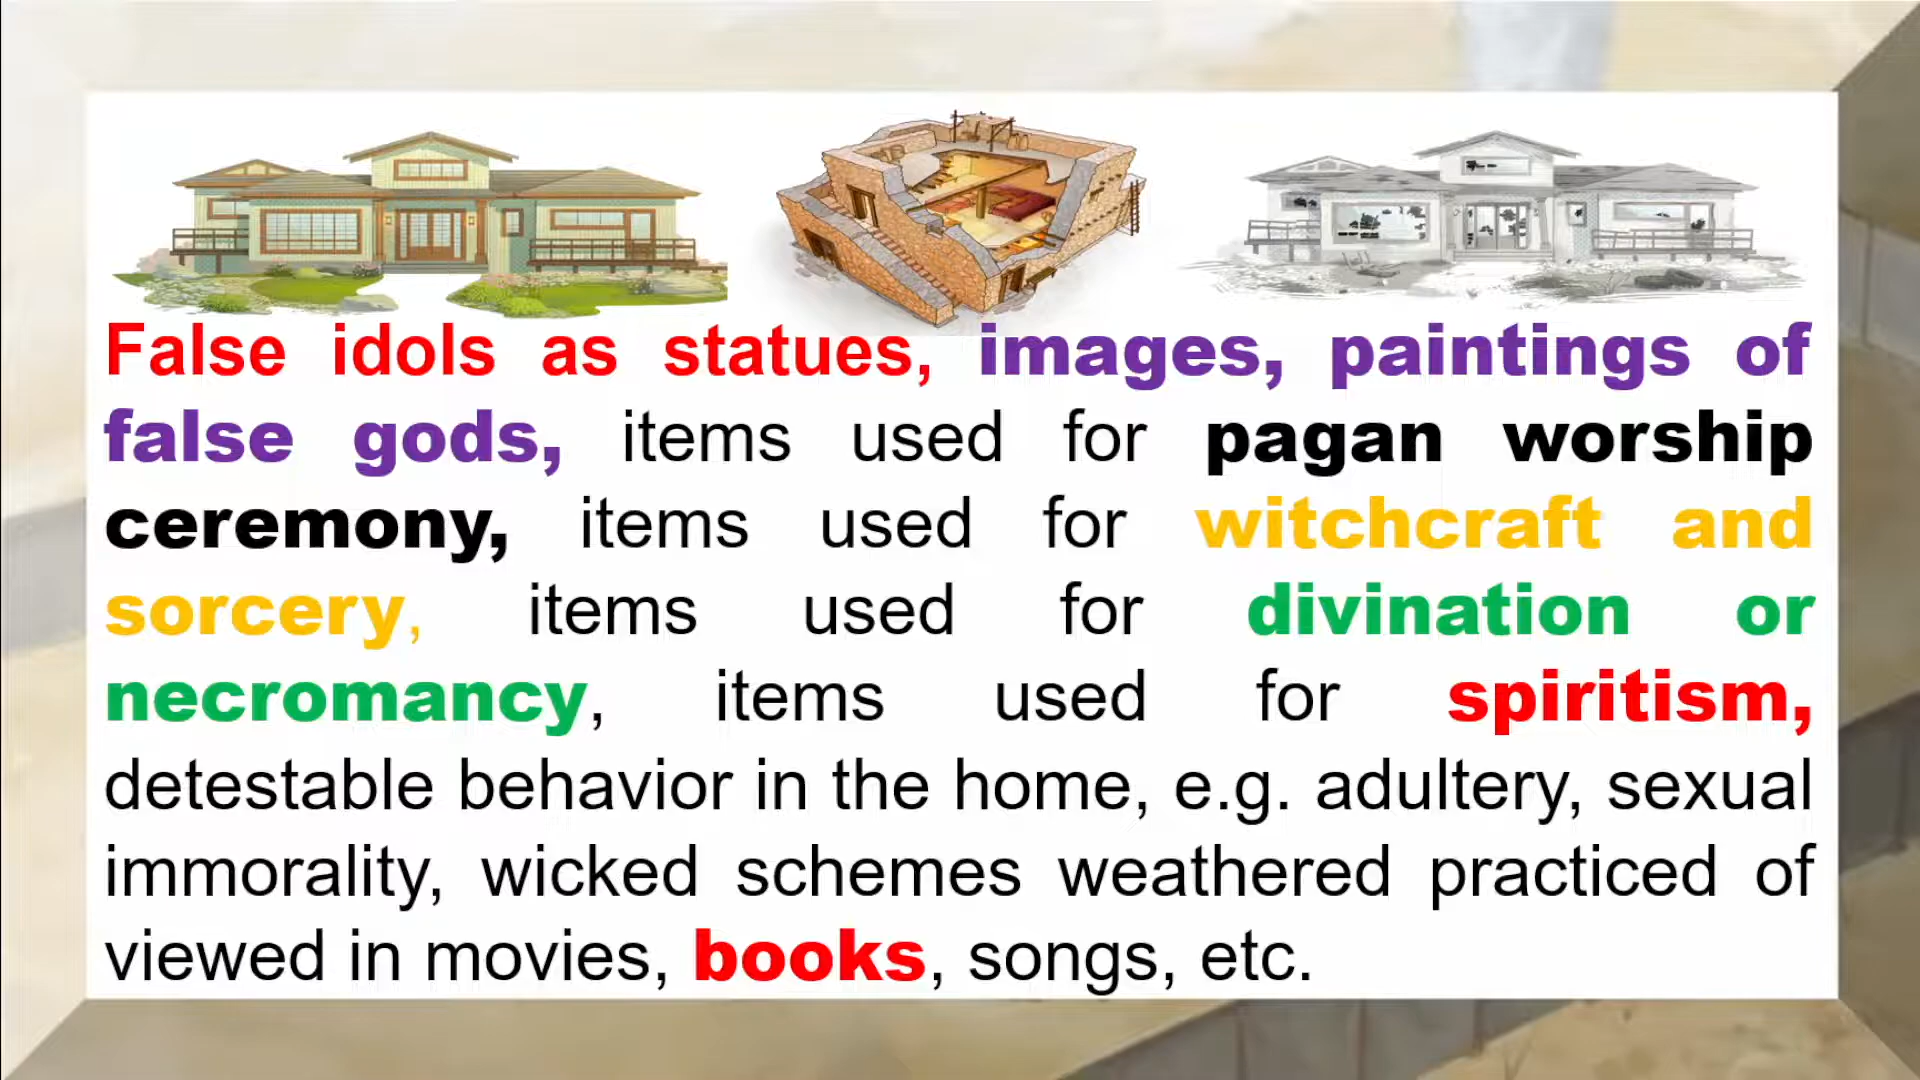 False idols as statues, images, paintings of
false gods, items used for pagan worship
ceremony, items used for witchcraft and
sorcery, items used for divination or
necromancy, items used for spiritism,
detestable behavior in the home, e.g. adultery, sexual
immorality, wicked schemes weathered practiced of
viewed in movies, books, songs, etc.